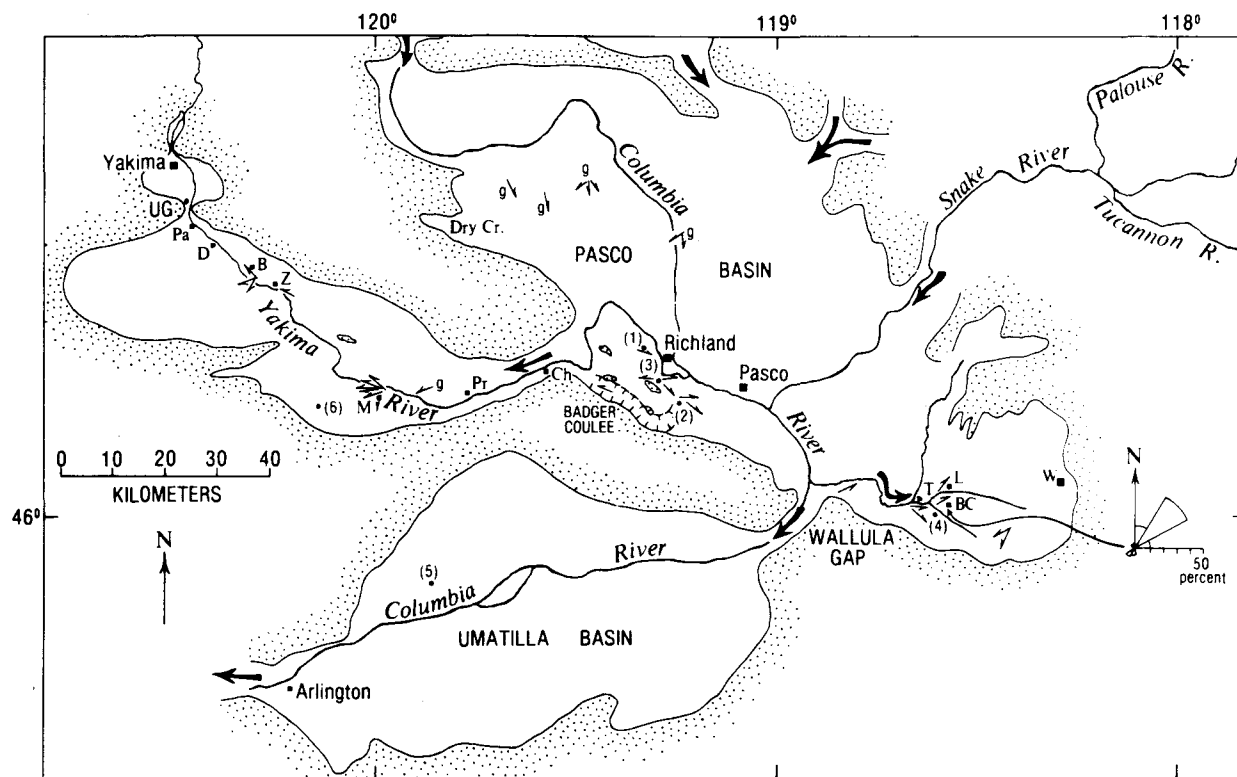 120°
119°
118°
Palouse R.
Yakima
Columbia
g
g
g
g
Snake River
UG
Tucannon R.
Pa
Dry Cr.
D
B
PASCO BASIN
Z
Yakima River
(1)
Richland
(3)
Pasco
g
Pr
Ch
(6)
M
BADGER COULEE
(2)
River
0 10 20 30 40
KILOMETERS
T
L
W
BC
(4)
N
46°
WALLULA GAP
50
percent
N
(5)
Columbia River
UMATILLA BASIN
Arlington